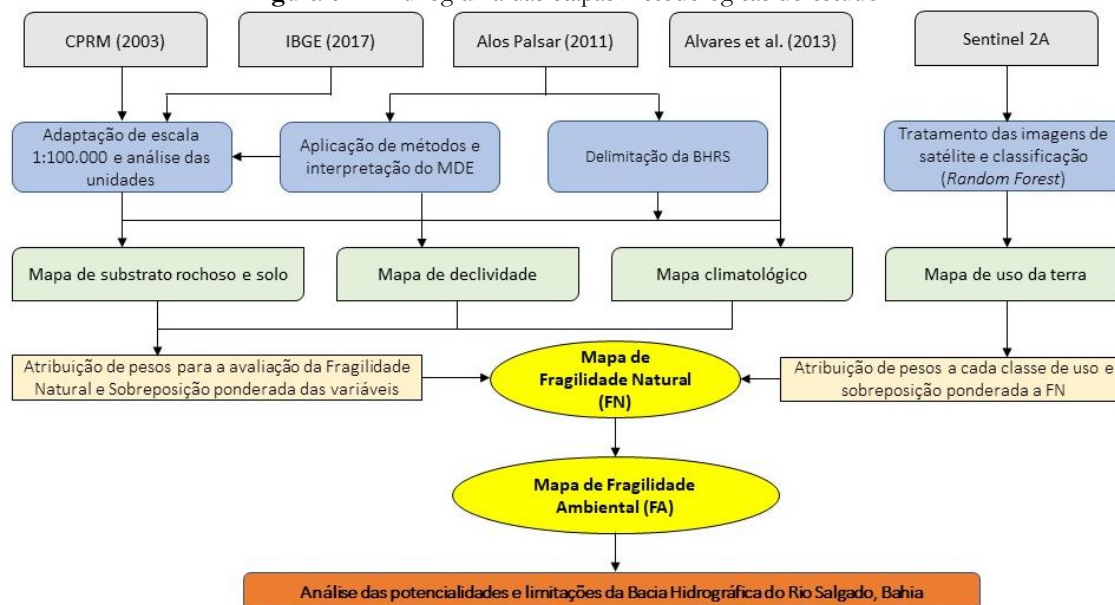 CPRM (2003)
IBGE (2017)
Alos Palsar (2011)
Alvares et al. (2013)
Sentinel 2A
Adaptação de escala
1:100.000 e análise das
unidades
Aplicação de métodos e
interpretação do MDE
Delimitação da BHRS
Tratamento das imagens de
satélite e classificação
(Random Forest)
Mapa de substrato rochoso e solo
Mapa de declividade
Mapa climatológico
Mapa de uso da terra
Atribuição de pesos para a avaliação da Fragilidade
Natural e Sobreposição ponderada das variáveis
Mapa de
Fragilidade Natural
(FN)
Atribuição de pesos a cada classe de uso e
sobreposição ponderada a FN
Mapa de Fragilidade
Ambiental (FA)
Análise das potencialidades e limitações da Bacia Hidrográfica do Rio Salgado, Bahia